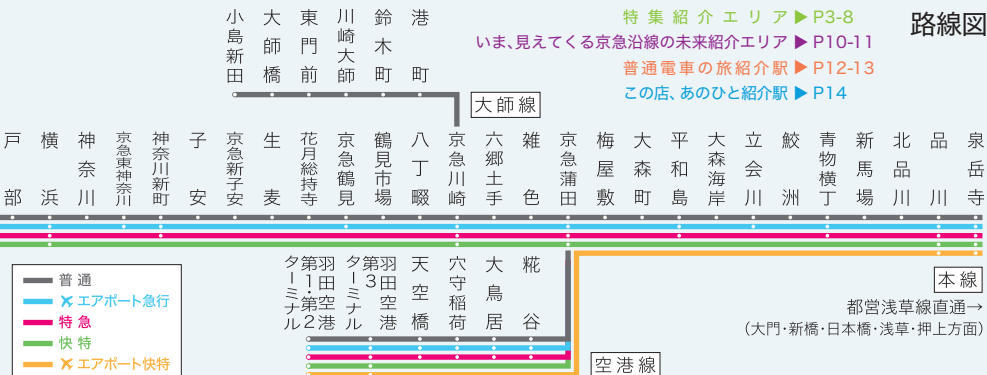 路線図
特集紹介エリア▶P3-8
いま、見えてくる京急沿線の未来紹介エリア▶P10-11
普通電車の旅紹介駅▶P12-13
この店、あのひと紹介駅▶P14
小島新田
大師橋
東門前
川崎大師
鈴木町
港町
大師線
戸部
横浜
神奈川
京急東神奈川
神奈川新町
子安
京急新子安
生麦
花月総持寺
京急鶴見
鶴見市場
八丁畷
京急川崎
六郷土手
雑色
京急蒲田
梅屋敷
大森町
平和島
大森海岸
立会川
鮫洲
青物横丁
新馬場
北品川
品川
泉岳寺
羽田空港
第1・第2
ターミナル
羽田空港
第3
ターミナル
天空橋
穴守稲荷
大鳥居
糀谷
本線
都営浅草線直通→
(大門・新橋・日本橋・浅草・押上方面)
空港線
普通
エアポート急行
特急
快特
エアポート快特